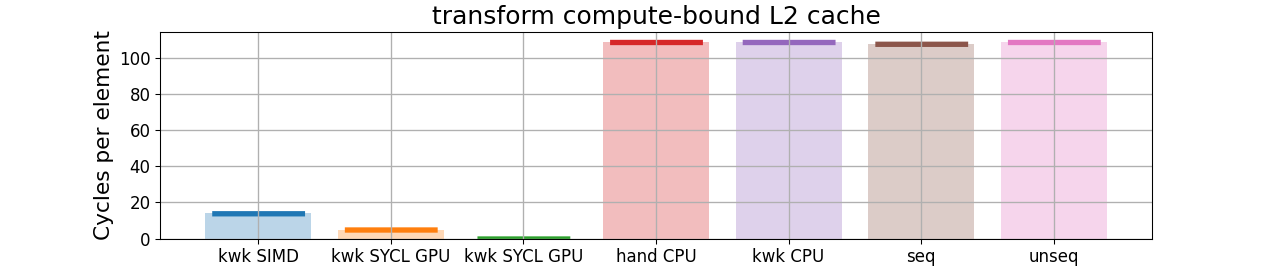 transform compute-bound L2 cache
Cycles per element
100
80
60
40
20
0
kwk SIMD kwk SYCL GPU kwk SYCL GPU hand CPU kwk CPU seq unseq